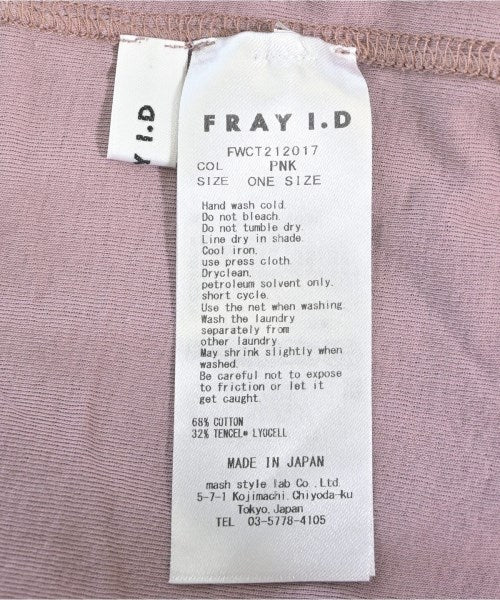 Y I.D
FRAY I.D
FWCT212017
COL PNK
SIZE ONE SIZE
Hand wash cold.
Do not bleach.
Do not tumble dry.
Line dry in shade.
Cool iron.
use press cloth.
Dryclean,
petroleum solvent only.
short cycle.
Use the net when washing.
Wash the laundry
separately from
other laundry.
May shrink slightly when
washed.
Be careful not to expose
to friction or let it
get caught.
68% COTTON
32% TENCEL® LYOCELL
MADE IN JAPAN
mash style lab Co.,Ltd.
5-7-1 Kojimachi,Chiyoda-ku
Tokyo,Japan
TEL 03-5778-4105